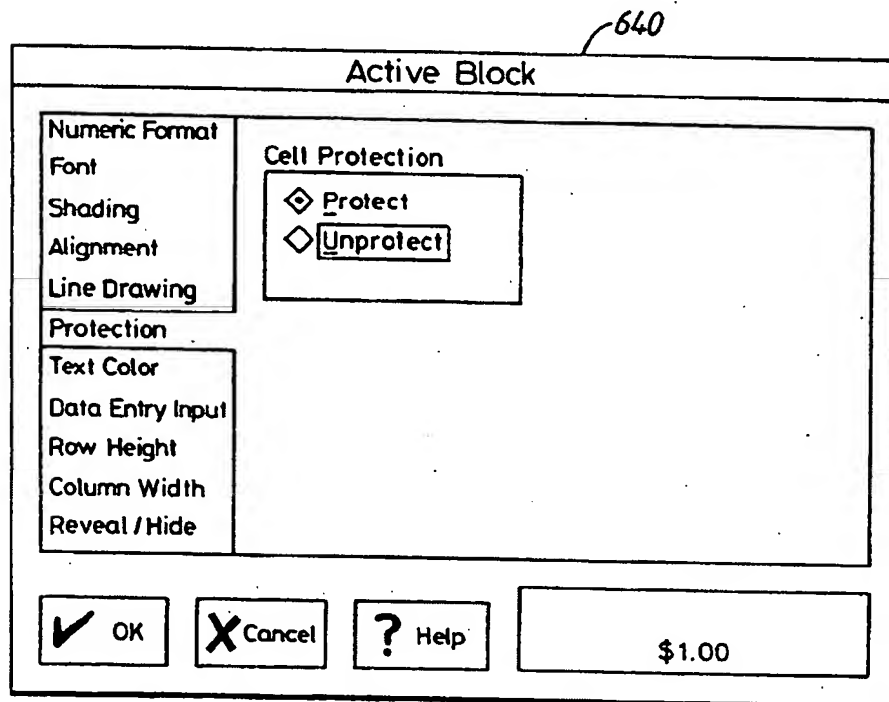 640
Active Block
Numeric Format
Font
Shading
Alignment
Line Drawing
Protection
Text Color
Data Entry Input
Row Height
Column Width
Reveal / Hide
Cell Protection
Protect
Unprotect
OK
Cancel
? Help
$1.00